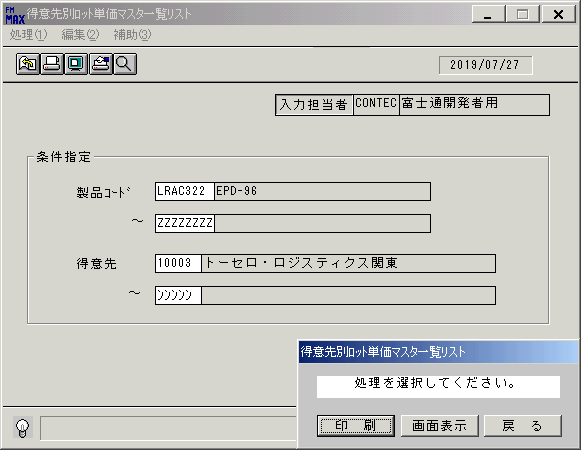 FM MAX 得意先別ﾛｯﾄ単価マスタ一覧リスト
処理(1) 編集(2) 補助(3)
2019/07/27
入力担当者 CONTEC 富士通開発者用
条件指定
製品ｺｰﾄﾞ LRAC322 EPD-96
～ ZZZZZZZZ
得意先 10003 トーセロ・ロジスティクス関東
～ ﾝﾝﾝﾝﾝ
得意先別ﾛｯﾄ単価マスタ一覧リスト
処理を選択してください。
印 刷 画面表示 戻 る